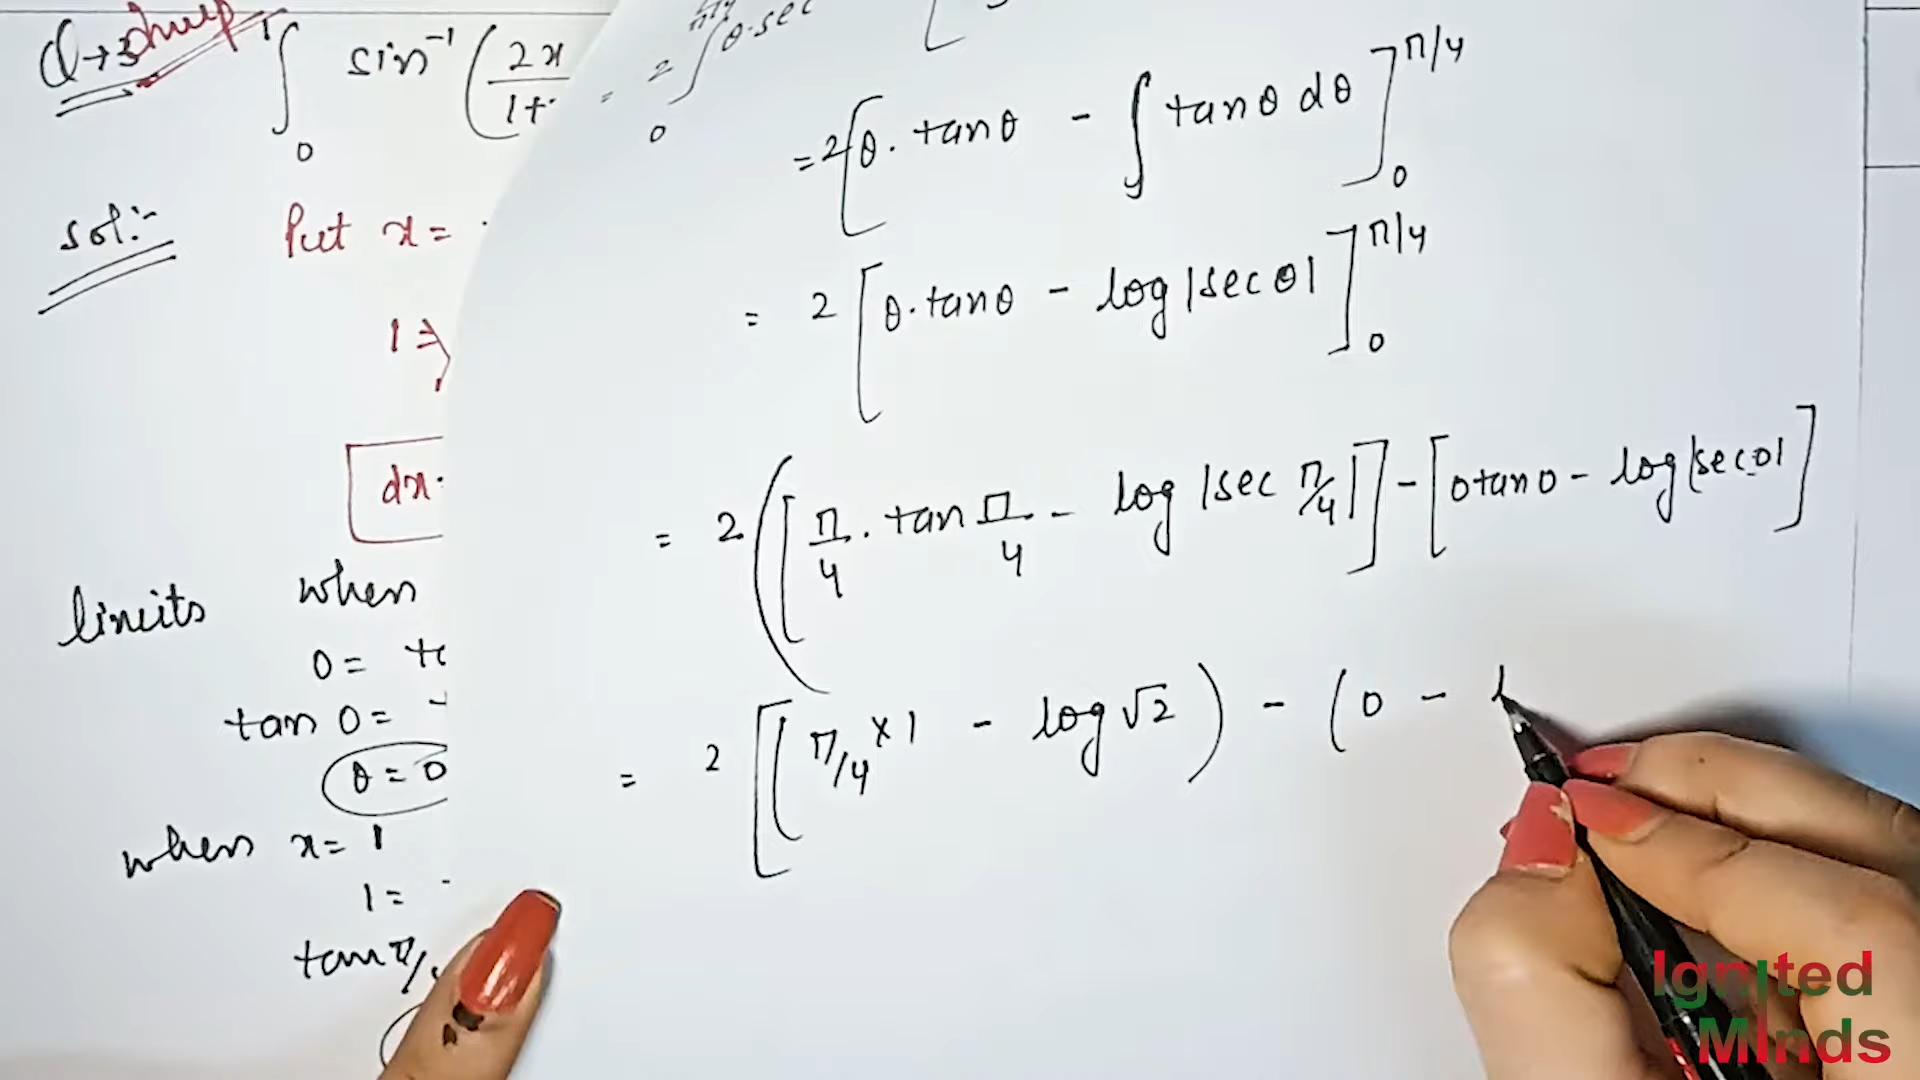 Q→3
∫ 0 1 sin⁻¹ (2x / 1+
sol:-
Put x =
1 ⇒
dx
limits when
0 =
tan 0 =
θ = 0
when x = 1
1 =
tan π/
= 2 ∫ 0 θ·sec
= 2 [θ. tanθ - ∫ tanθ dθ ]₀^π/4
= 2 [θ.tanθ - log|secθ|]₀^π/4
= 2 ([π/4 . tan π/4 - log |sec π/4|] - [0tan0 - log|sec0|]
= 2 [(π/4 × 1 - log √2) - (0 -
Ignited
Minds